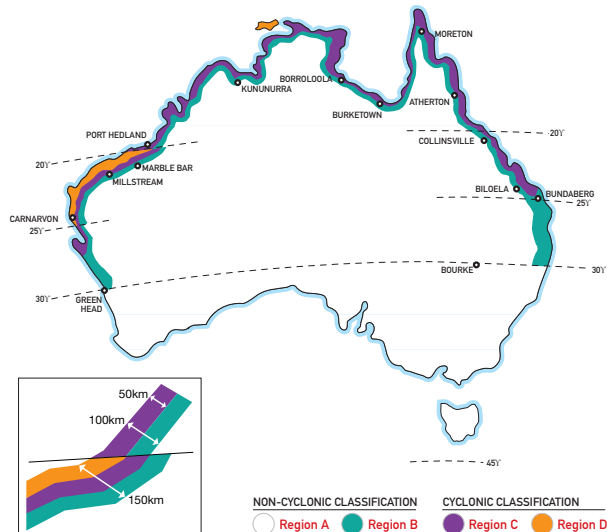 MORETON
KUNUNURRA
BORROLOOLA
BURKETOWN
ATHERTON
PORT HEDLAND
20
COLLINSVILLE
20
MARBLE BAR
MILLSTREAM
BILOELA
BUNDABERG
25
CARNARVON
25
BOURKE
30
30
GREEN
HEAD
50km
100km
150km
45
NON-CYCLONIC CLASSIFICATION
CYCLONIC CLASSIFICATION
Region A
Region B
Region C
Region D